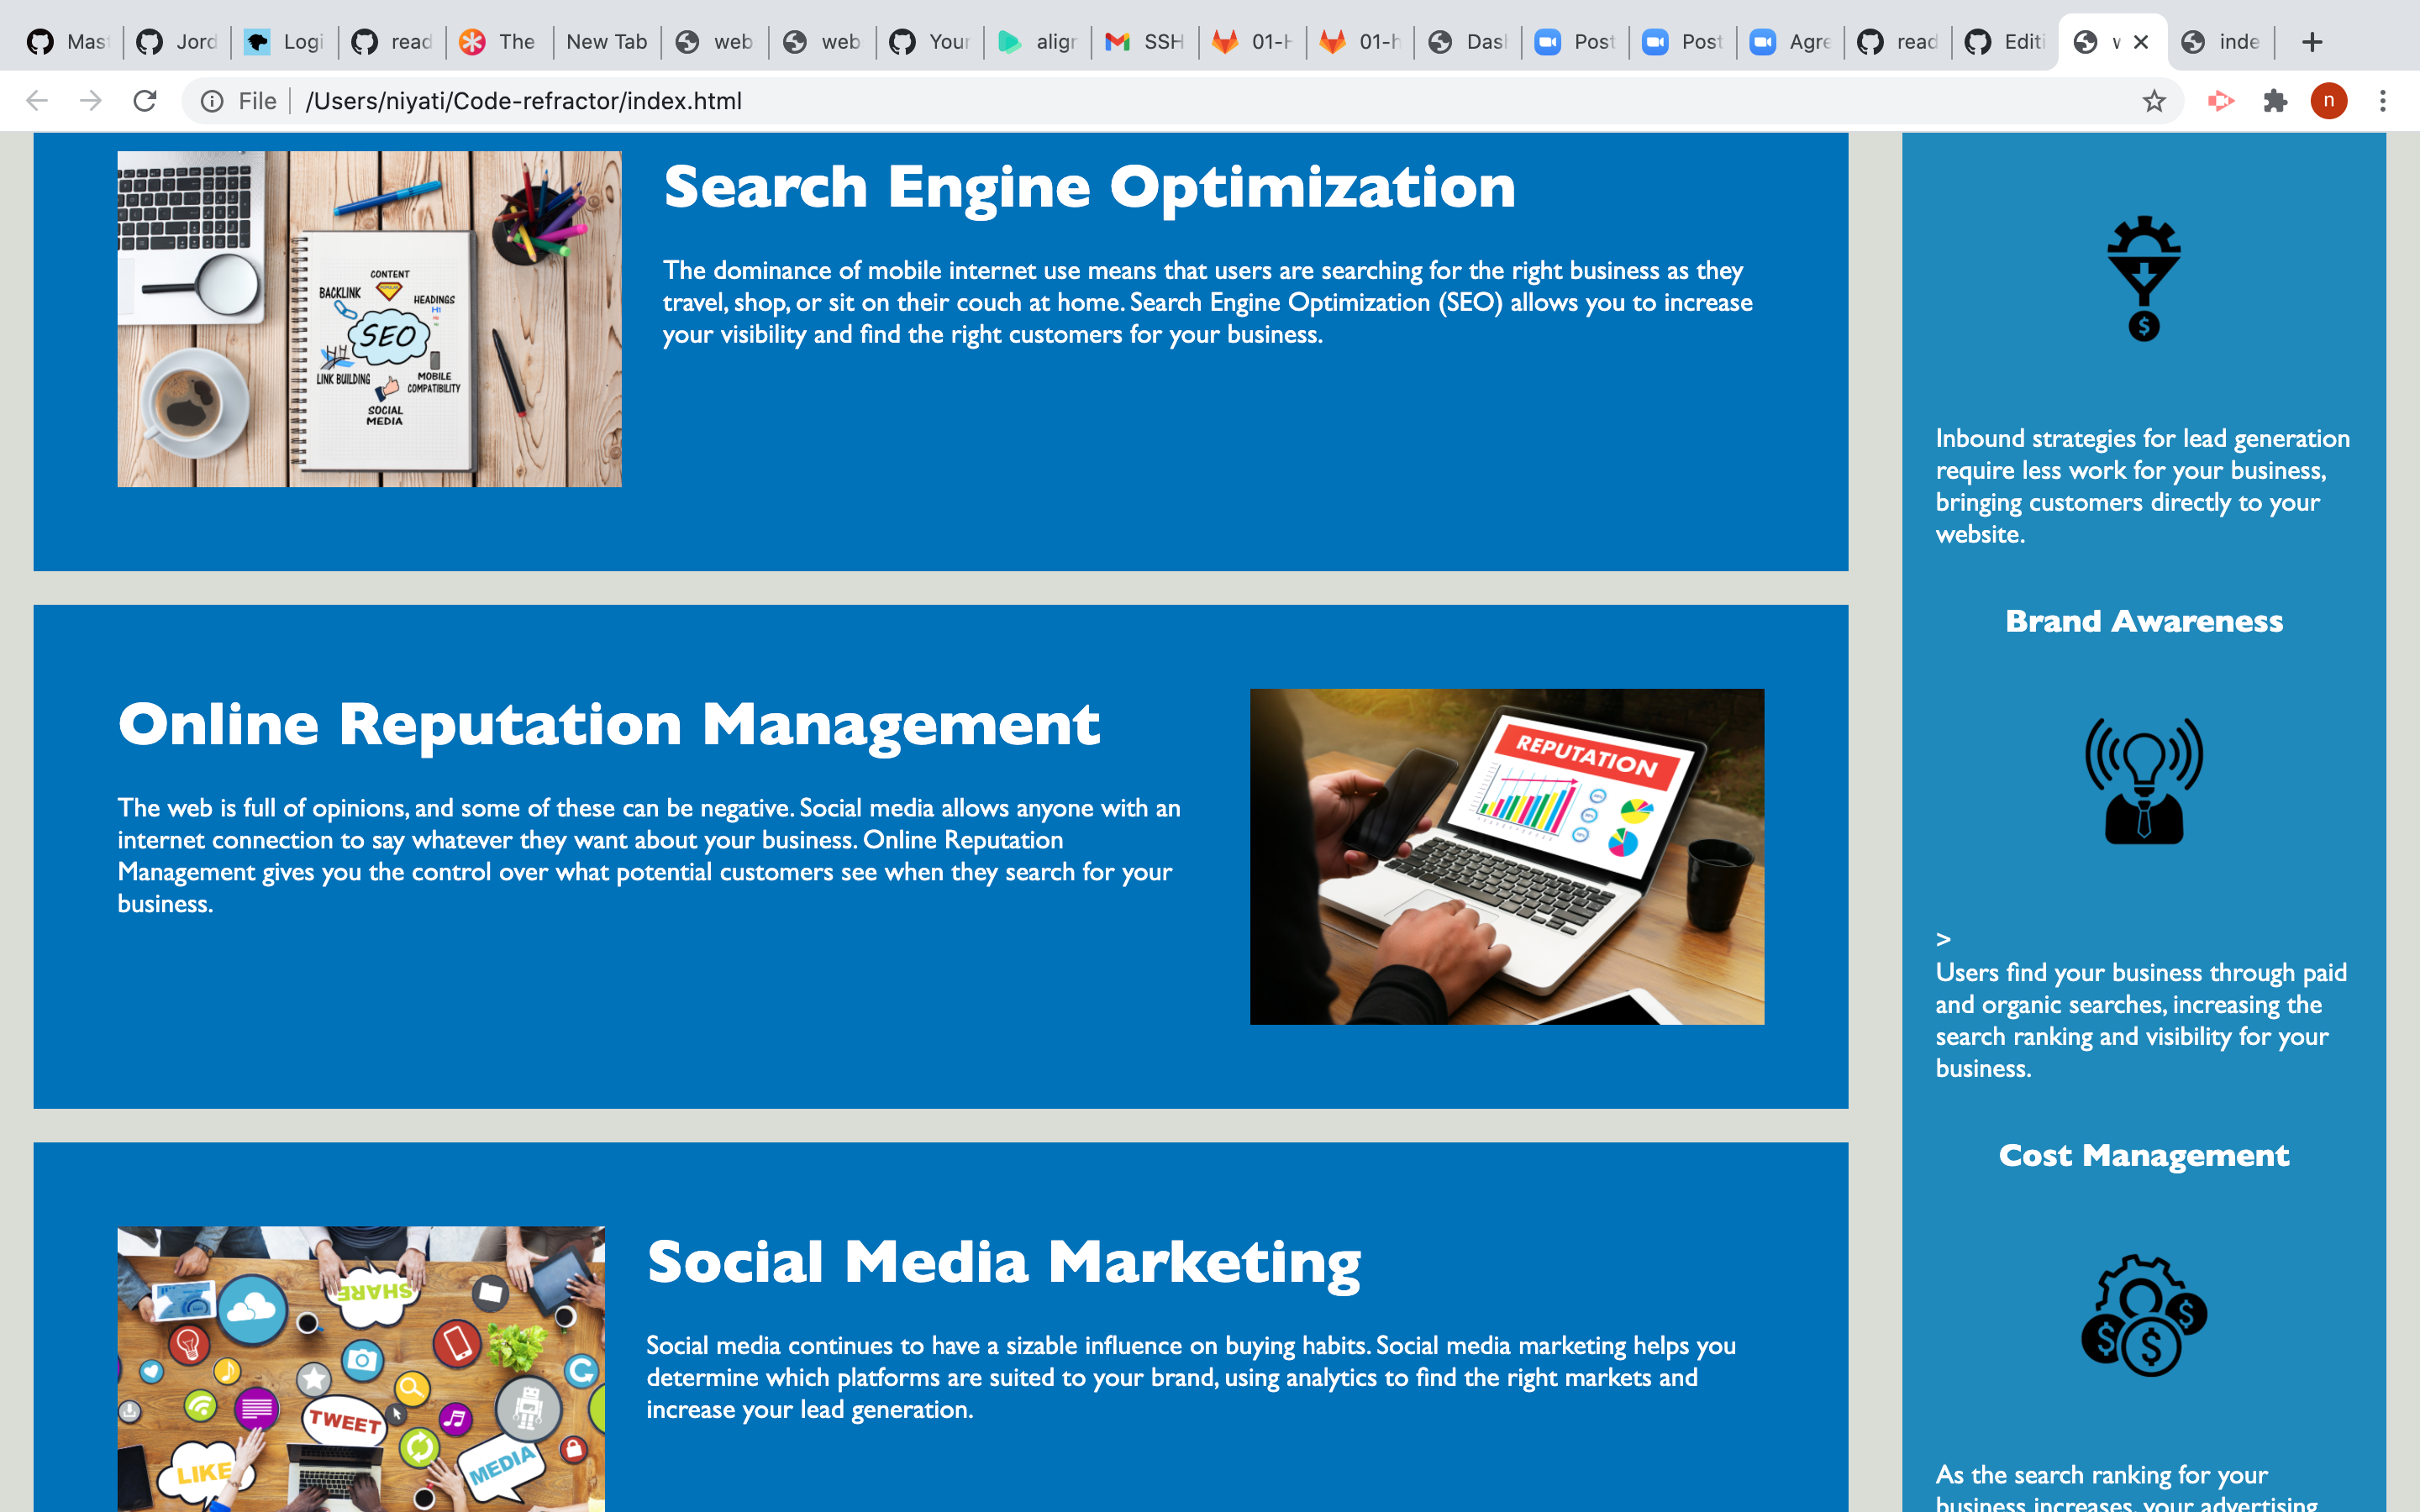 Mast
Jord
Logi
read
The
New Tab
web
web
Your
align
SSH
01-H
01-h
Dash
Post
Post
Agre
read
Editi
inde
File
/Users/niyati/Code-refractor/index.html
n
CONTENT
POPULAR
BACKLINK
HEADINGS
H1
SEO
LINK BUILDING
MOBILE
COMPATIBILITY
SOCIAL
MEDIA
Search Engine Optimization
The dominance of mobile internet use means that users are searching for the right business as they
travel, shop, or sit on their couch at home. Search Engine Optimization (SEO) allows you to increase
your visibility and find the right customers for your business.
Online Reputation Management
The web is full of opinions, and some of these can be negative. Social media allows anyone with an
internet connection to say whatever they want about your business. Online Reputation
Management gives you the control over what potential customers see when they search for your
business.
REPUTATION
SHARE
TWEET
LIKE
MEDIA
Social Media Marketing
Social media continues to have a sizable influence on buying habits. Social media marketing helps you
determine which platforms are suited to your brand, using analytics to find the right markets and
increase your lead generation.
$
Inbound strategies for lead generation
require less work for your business,
bringing customers directly to your
website.
Brand Awareness
>
Users find your business through paid
and organic searches, increasing the
search ranking and visibility for your
business.
Cost Management
$
$
$
As the search ranking for your
business increases, your advertising